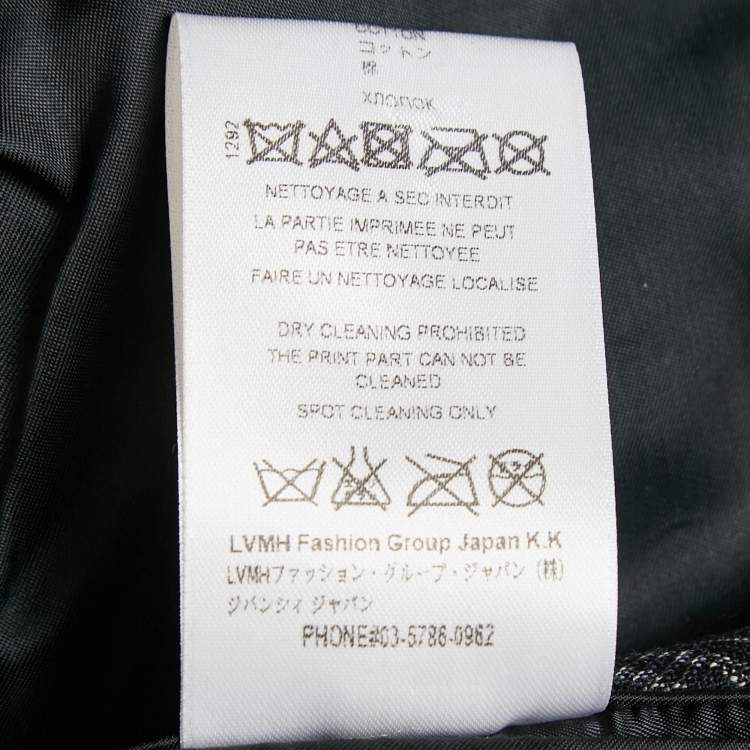 COTTON
コットン
棉
хлопок
1292
NETTOYAGE A SEC INTERDIT
LA PARTIE IMPRIMEE NE PEUT
PAS ETRE NETTOYEE
FAIRE UN NETTOYAGE LOCALISE
DRY CLEANING PROHIBITED
THE PRINT PART CAN NOT BE
CLEANED
SPOT CLEANING ONLY
LVMH Fashion Group Japan K.K
LVMHファッション・グループ・ジャパン (株)
ジバンシィ ジャパン
PHONE#03-5786-0962